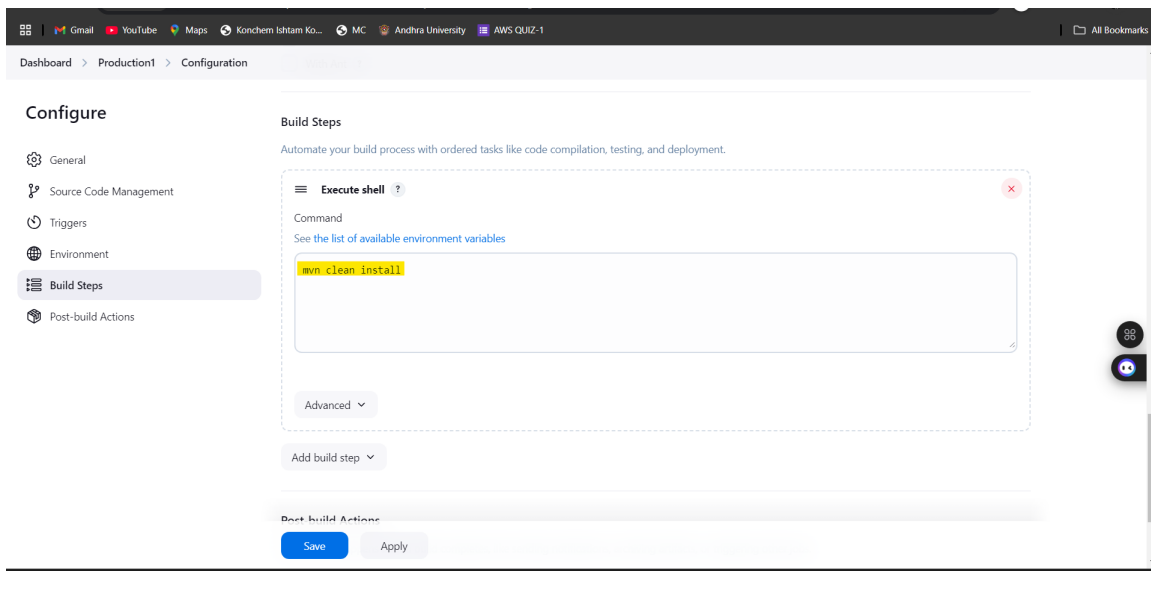 Gmail YouTube Maps Konchem Ishtam Ko... MC Andhra University AWS QUIZ-1 All Bookmarks
Dashboard > Production1 > Configuration
Configure
General
Source Code Management
Triggers
Environment
Build Steps
Post-build Actions
Build Steps
Automate your build process with ordered tasks like code compilation, testing, and deployment.
Execute shell ?
Command
See the list of available environment variables
mvn clean install
Advanced
Add build step
Post-build Actions
Save Apply